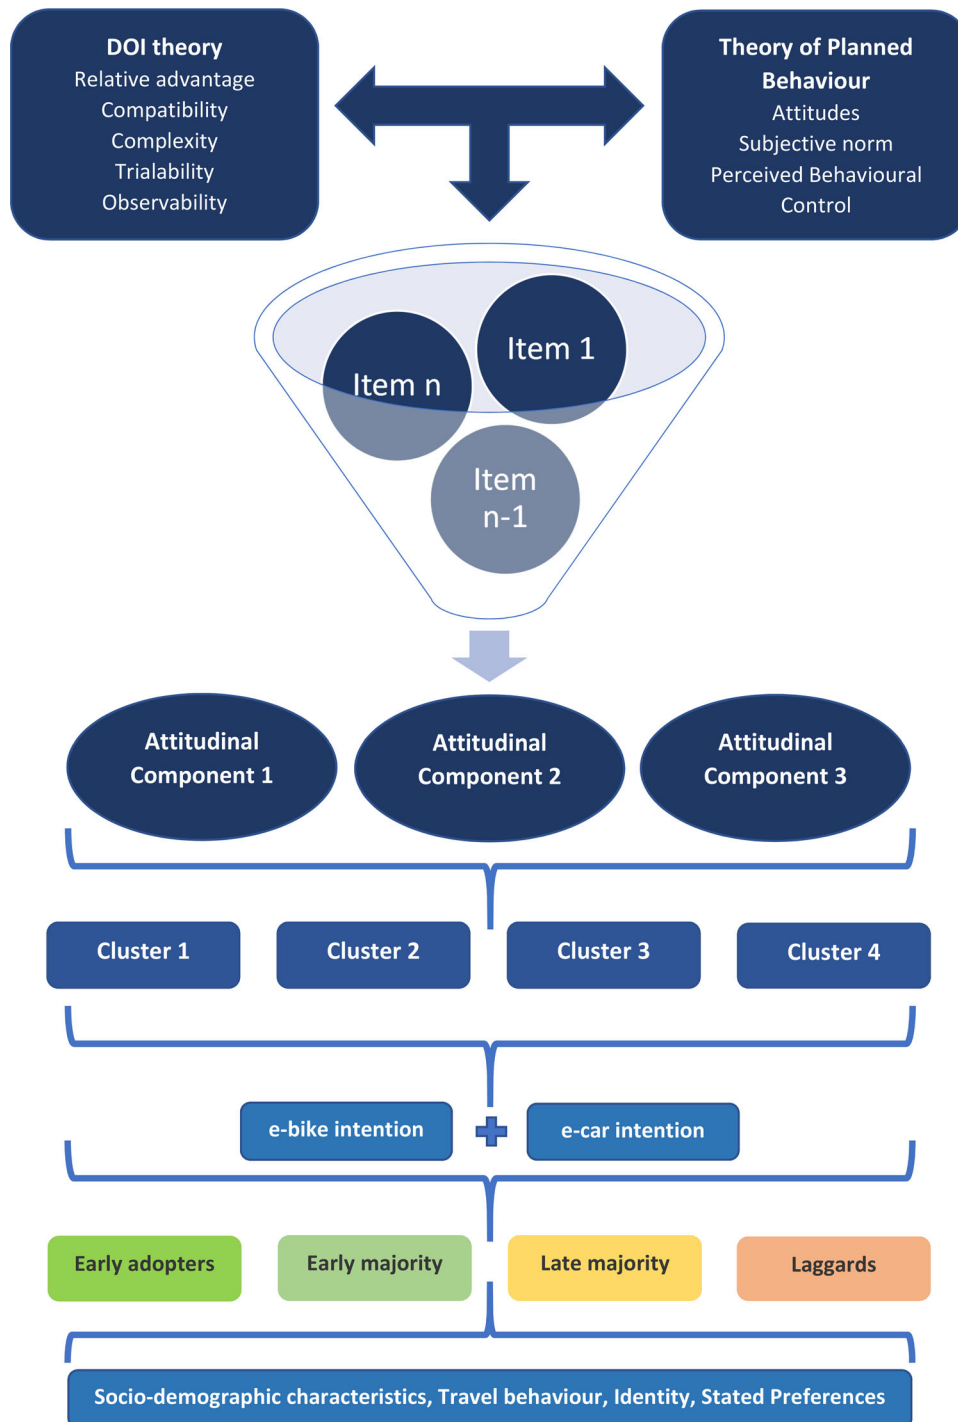 DOI theory
Relative advantage
Compatibility
Complexity
Trialability
Observability
Theory of Planned
Behaviour
Attitudes
Subjective norm
Perceived Behavioural
Control
Item 1
Item n
Item
n-1
Attitudinal
Component 1
Attitudinal
Component 2
Attitudinal
Component 3
Cluster 1
Cluster 2
Cluster 3
Cluster 4
e-bike intention
e-car intention
Early adopters
Early majority
Late majority
Laggards
Socio-demographic characteristics, Travel behaviour, Identity, Stated Preferences